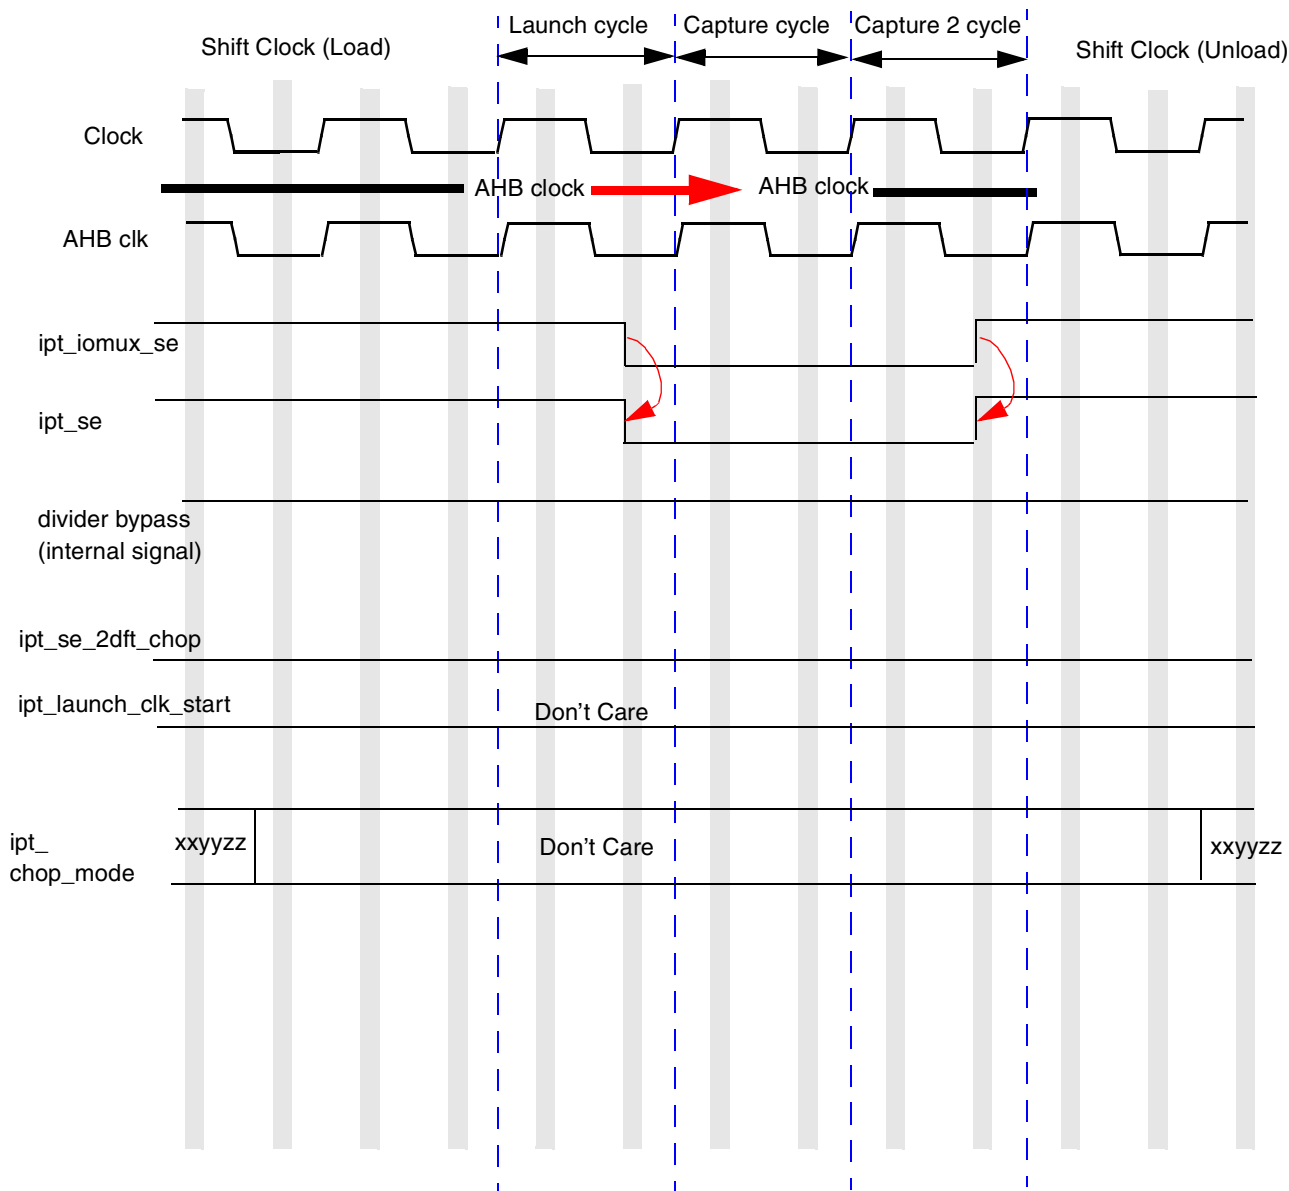 Shift Clock (Load)
Launch cycle
Capture cycle
Capture 2 cycle
Shift Clock (Unload)
Clock
AHB clock
AHB clock
AHB clk
ipt_iomux_se
ipt_se
divider bypass
(internal signal)
ipt_se_2dft_chop
ipt_launch_clk_start
Don’t Care
ipt_
chop_mode
xxyyzz
Don’t Care
xxyyzz